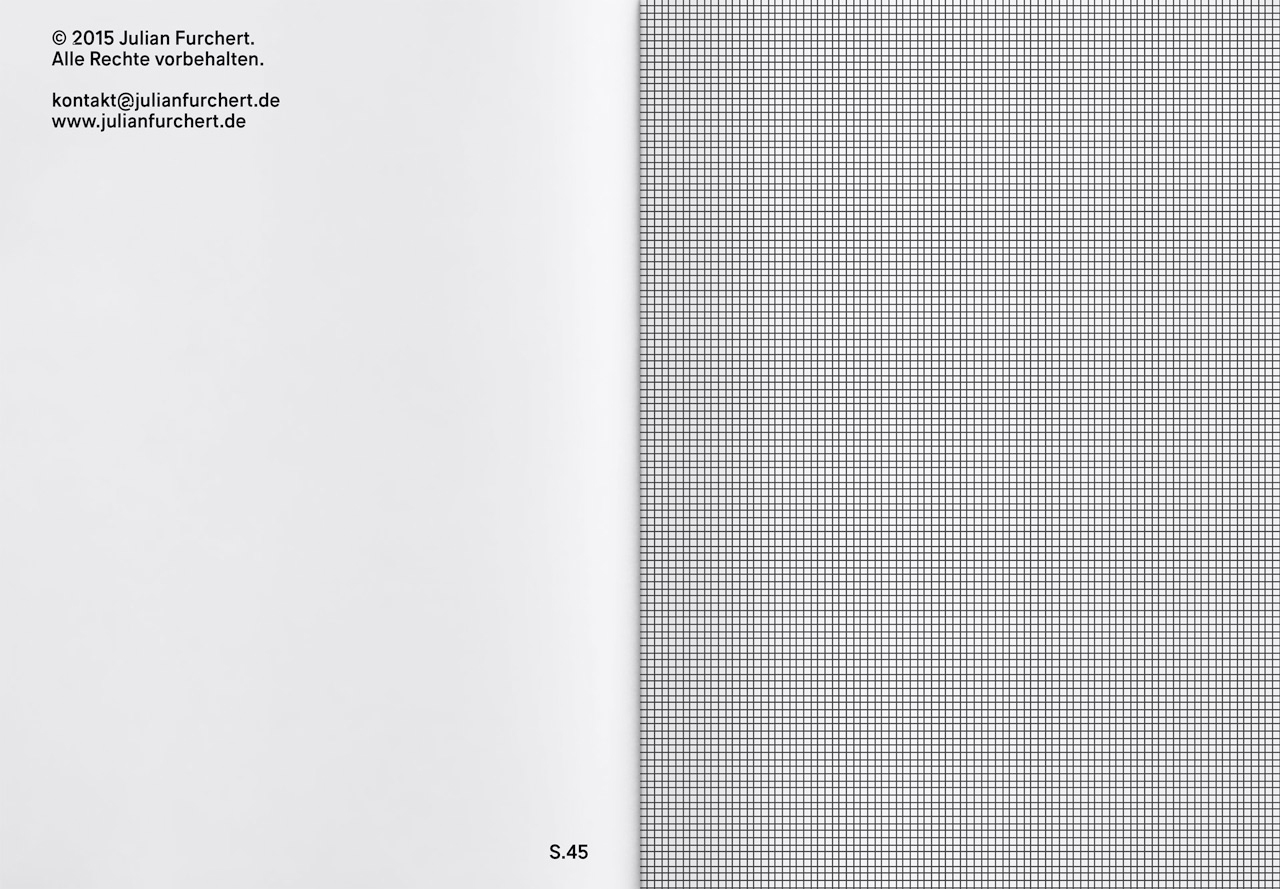 © 2015 Julian Furchert.
Alle Rechte vorbehalten.
kontakt@julianfurchert.de
www.julianfurchert.de
S.45